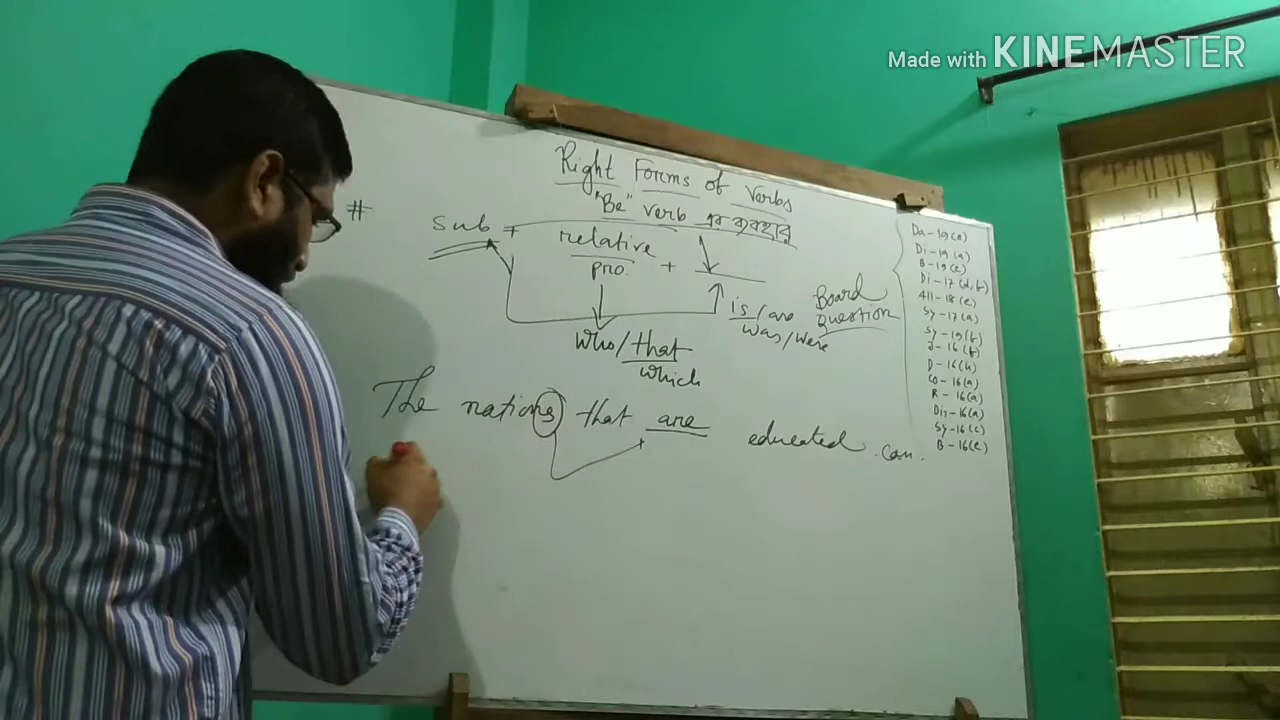 Made with KINEMASTER
Right Forms of Verbs
"Be" verb এর ব্যবহার
#
Sub + relative pro. +
is/are
was/were
Board
Question
who/that
which
The nations that are educated can.
Da-19(e)
Di-19(a)
B-19(e)
Di-17(d,f)
All-18(e)
Sy-17(a)
Sy-19(b)
J-16(f)
D-16(h)
Co-16(a)
R-16(a)
Din-16(a)
Sy-16(c)
B-16(e)